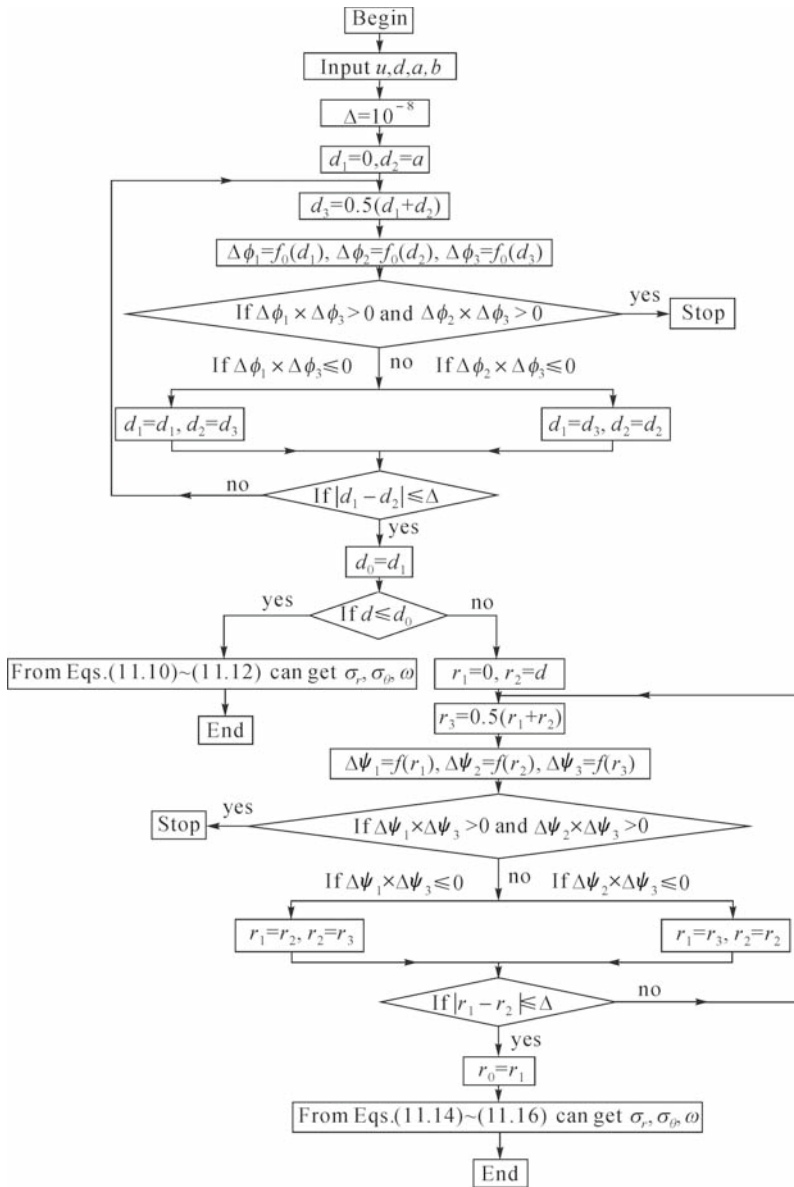 Begin
Input u,d,a,b
Δ=10⁻⁸
d₁=0,d₂=a
d₃=0.5(d₁+d₂)
Δϕ₁=f₀(d₁), Δϕ₂=f₀(d₂), Δϕ₃=f₀(d₃)
If Δϕ₁×Δϕ₃>0 and Δϕ₂×Δϕ₃>0
yes
Stop
If Δϕ₁×Δϕ₃≤0
no
If Δϕ₂×Δϕ₃≤0
d₁=d₁, d₂=d₃
d₁=d₃, d₂=d₂
no
If |d₁−d₂|≤Δ
yes
d₀=d₁
yes
If d≤d₀
no
From Eqs.(11.10)~(11.12) can get σᵣ,σ_θ,ω
r₁=0, r₂=d
End
r₃=0.5(r₁+r₂)
Δψ₁=f(r₁), Δψ₂=f(r₂), Δψ₃=f(r₃)
yes
Stop
If Δψ₁×Δψ₃>0 and Δψ₂×Δψ₃>0
If Δψ₁×Δψ₃≤0
no
If Δψ₂×Δψ₃≤0
r₁=r₂, r₂=r₃
r₁=r₃, r₂=r₂
If |r₁−r₂|≤Δ
no
yes
r₀=r₁
From Eqs.(11.14)~(11.16) can get σᵣ,σ_θ,ω
End